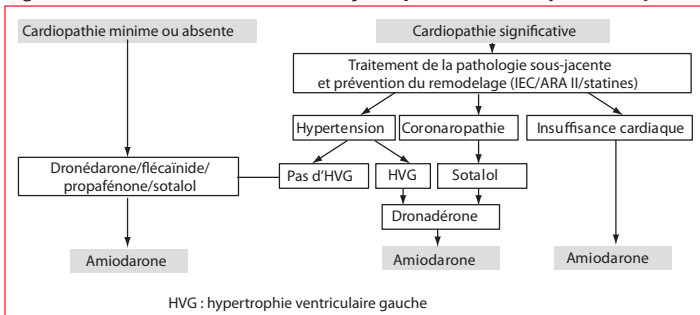 Cardiopathie minime ou absente
Cardiopathie significative
Traitement de la pathologie sous-jacente
et prévention du remodelage (IEC/ARA II/statines)
Hypertension
Coronaropathie
Insuffisance cardiaque
Dronédarone/flécaïnide/
propafénone/sotalol
Pas d'HVG
HVG
Sotalol
Dronadérone
Amiodarone
Amiodarone
Amiodarone
HVG : hypertrophie ventriculaire gauche